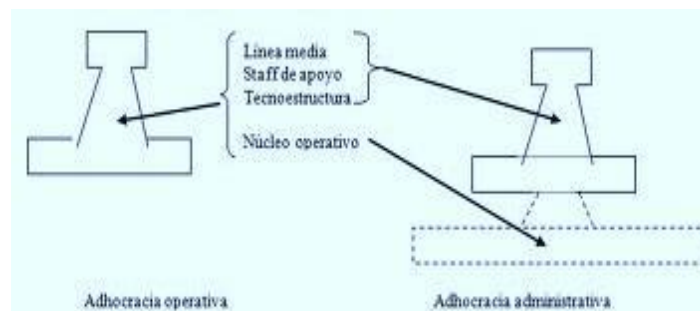 Línea media
Staff de apoyo
Tecnoestructura
Núcleo operativo
Adhocracia operativa
Adhocracia administrativa